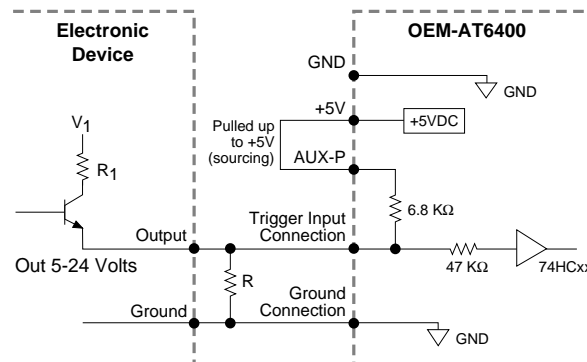 Electronic
Device
OEM-AT6400
GND
GND
+5V
+5VDC
Pulled up
to +5V
(sourcing)
AUX-P
V1
R1
6.8 KΩ
Output
Trigger Input
Connection
Out 5-24 Volts
R
47 KΩ
74HCxx
Ground
Ground
Connection
GND